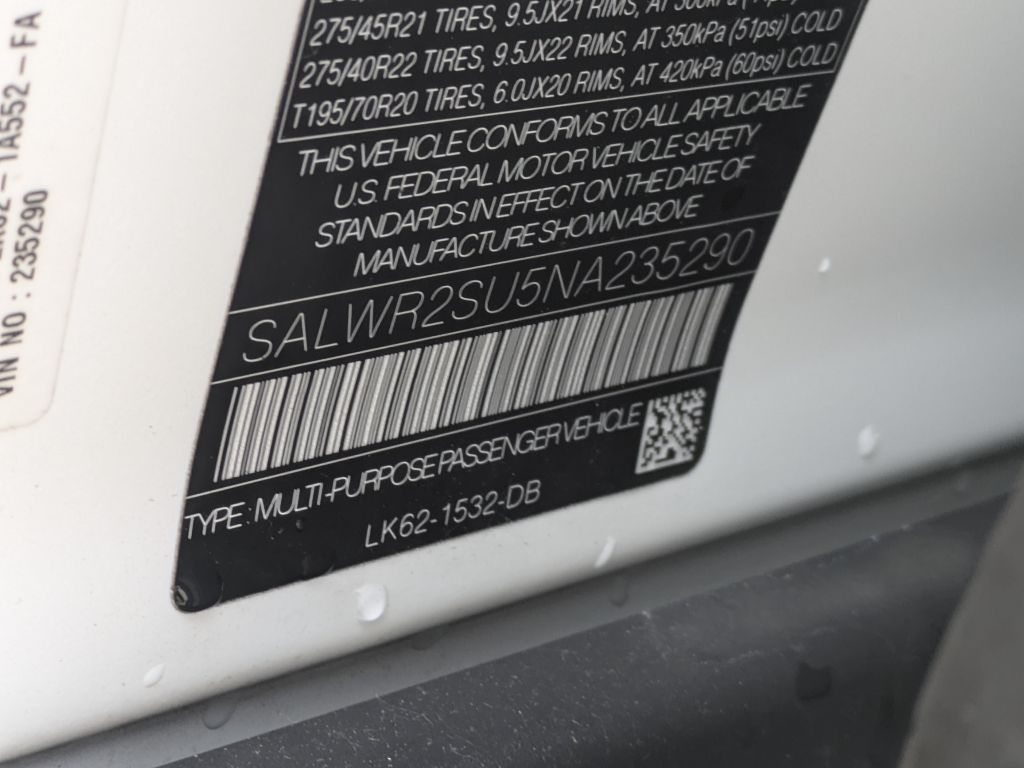 275/45R21 TIRES, 9.5JX21 RIMS, AT
275/40R22 TIRES, 9.5JX22 RIMS, AT 350kPa (51psi) COLD
T195/70R20 TIRES, 6.0JX20 RIMS, AT 420kPa (60psi) COLD
THIS VEHICLE CONFORMS TO ALL APPLICABLE
U.S. FEDERAL MOTOR VEHICLE SAFETY
STANDARDS IN EFFECT ON THE DATE OF
MANUFACTURE SHOWN ABOVE
SALWR2SU5NA235290
TYPE: MULTI-PURPOSE PASSENGER VEHICLE
LK62-1532-DB
1A552-FA
VIN NO: 235290